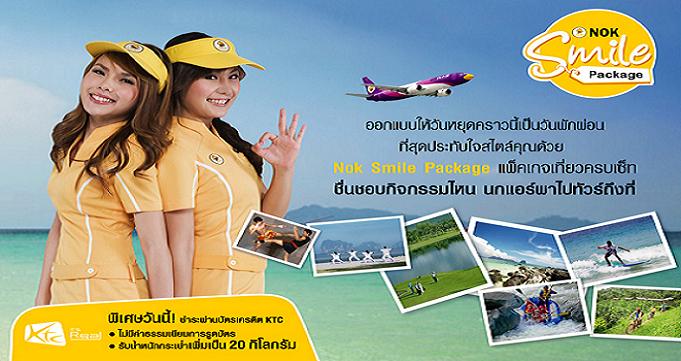 NOK
Smile
Package
ออกแบบให้วันหยุดคราวนี้เป็นวันพักผ่อน
ที่สุดประทับใจสไตล์คุณด้วย
Nok Smile Package แพ็คเกจเที่ยวครบเซ็ท
ชื่นชอบกิจกรรมไหน นกแอร์พาไปทัวร์ถึงที่
พิเศษวันนี้! ชำระผ่านบัตรเครดิต KTC
• ไม่มีค่าธรรมเนียมการรูดบัตร
• รับน้ำหนักกระเป๋าเพิ่มเป็น 20 กิโลกรัม
KTC
Real